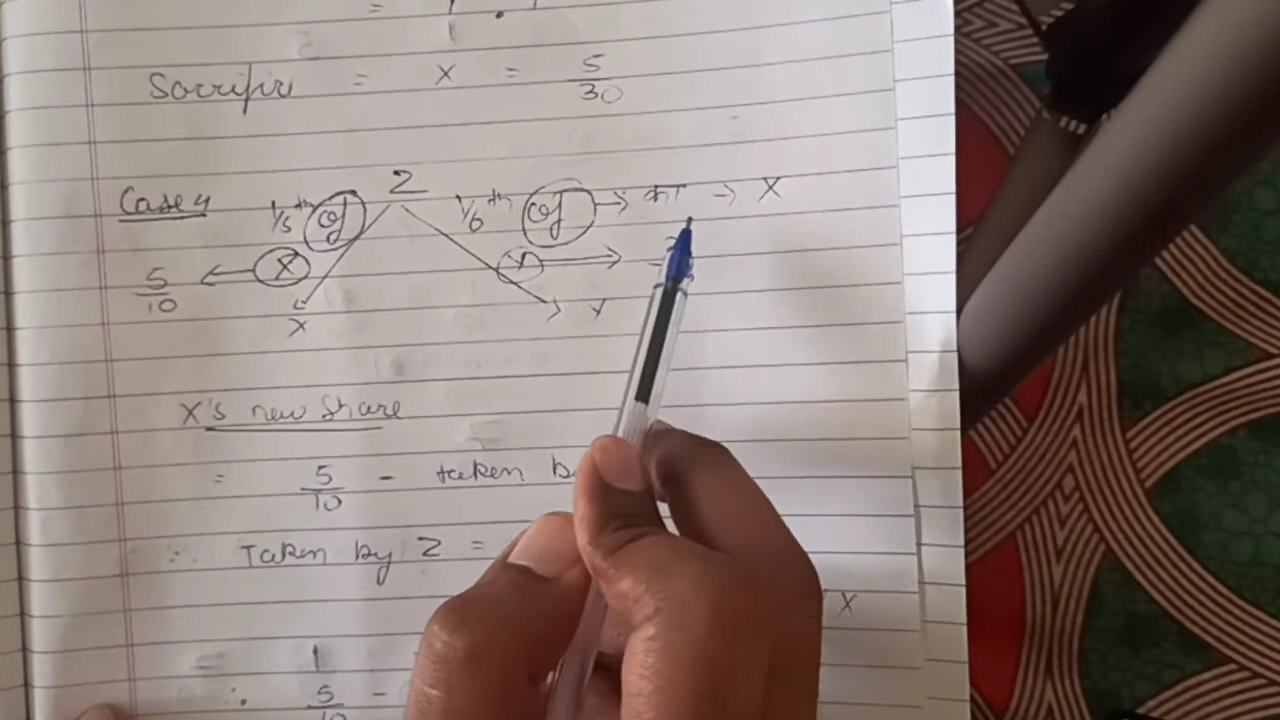 Sacrifice = X = 5/30
Case 4
Z
1/5th of X → 5/10
1/6th of Y →
→ X
X
Y
X's new share
= 5/10 - taken b
∴ Taken by Z =
X
= 1
∴ 5/10 -